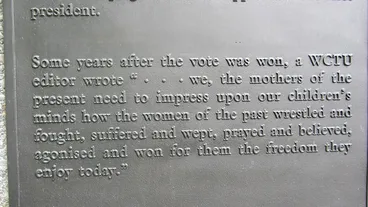 president.
Some years after the vote was won, a WCTU
editor wrote “ . . . we, the mothers of the
present need to impress upon our children’s
minds how the women of the past wrestled and
fought, suffered and wept, prayed and believed,
agonised and won for them the freedom they
enjoy today.”